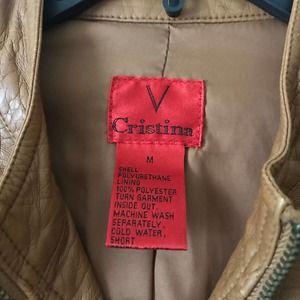 V
Cristina
M
SHELL
POLYURETHANE
LINING
100% POLYESTER
TURN GARMENT
INSIDE OUT.
MACHINE WASH
SEPARATELY,
COLD WATER,
SHORT